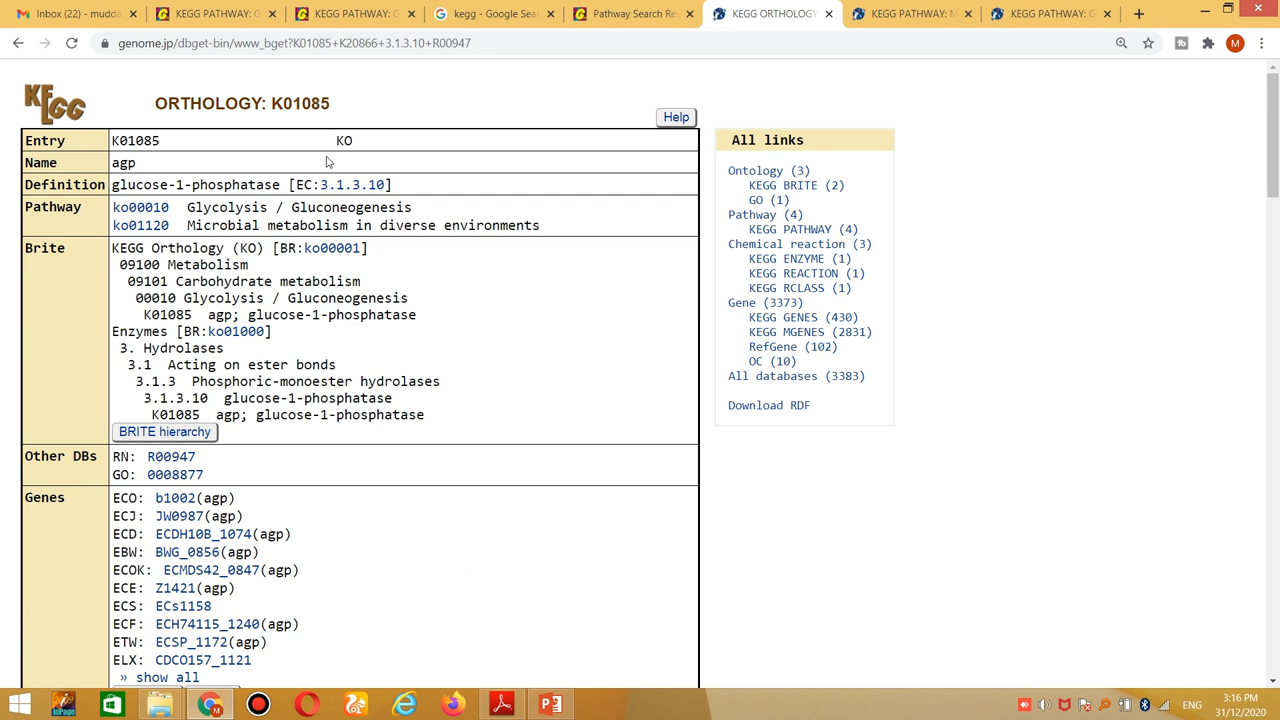 Inbox (22) - mudda
KEGG PATHWAY: G
KEGG PATHWAY: G
kegg - Google Sea
Pathway Search Re
KEGG ORTHOLOGY
KEGG PATHWAY: M
KEGG PATHWAY: G
genome.jp/dbget-bin/www_bget?K01085+K20866+3.1.3.10+R00947
M
KEGG
ORTHOLOGY: K01085
Help
Entry K01085 KO
Name agp
Definition glucose-1-phosphatase [EC:3.1.3.10]
Pathway ko00010 Glycolysis / Gluconeogenesis
ko01120 Microbial metabolism in diverse environments
Brite KEGG Orthology (KO) [BR:ko00001]
09100 Metabolism
09101 Carbohydrate metabolism
00010 Glycolysis / Gluconeogenesis
K01085 agp; glucose-1-phosphatase
Enzymes [BR:ko01000]
3. Hydrolases
3.1 Acting on ester bonds
3.1.3 Phosphoric-monoester hydrolases
3.1.3.10 glucose-1-phosphatase
K01085 agp; glucose-1-phosphatase
BRITE hierarchy
Other DBs RN: R00947
GO: 0008877
Genes ECO: b1002(agp)
ECJ: JW0987(agp)
ECD: ECDH10B_1074(agp)
EBW: BWG_0856(agp)
ECOK: ECMDS42_0847(agp)
ECE: Z1421(agp)
ECS: ECs1158
ECF: ECH74115_1240(agp)
ETW: ECSP_1172(agp)
ELX: CDCO157_1121
» show all
All links
Ontology (3)
KEGG BRITE (2)
GO (1)
Pathway (4)
KEGG PATHWAY (4)
Chemical reaction (3)
KEGG ENZYME (1)
KEGG REACTION (1)
KEGG RCLASS (1)
Gene (3373)
KEGG GENES (430)
KEGG MGENES (2831)
RefGene (102)
OC (10)
All databases (3383)
Download RDF
ENG
3:16 PM
31/12/2020